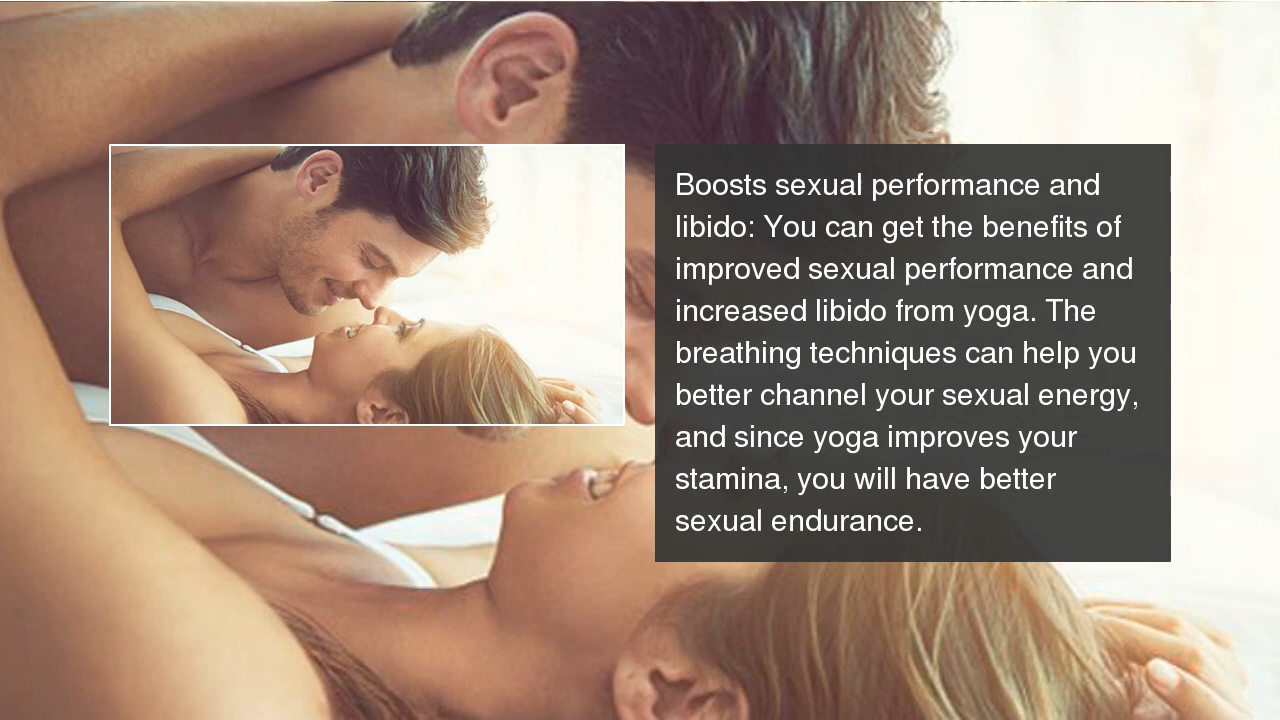 Boosts sexual performance and
libido: You can get the benefits of
improved sexual performance and
increased libido from yoga. The
breathing techniques can help you
better channel your sexual energy,
and since yoga improves your
stamina, you will have better
sexual endurance.